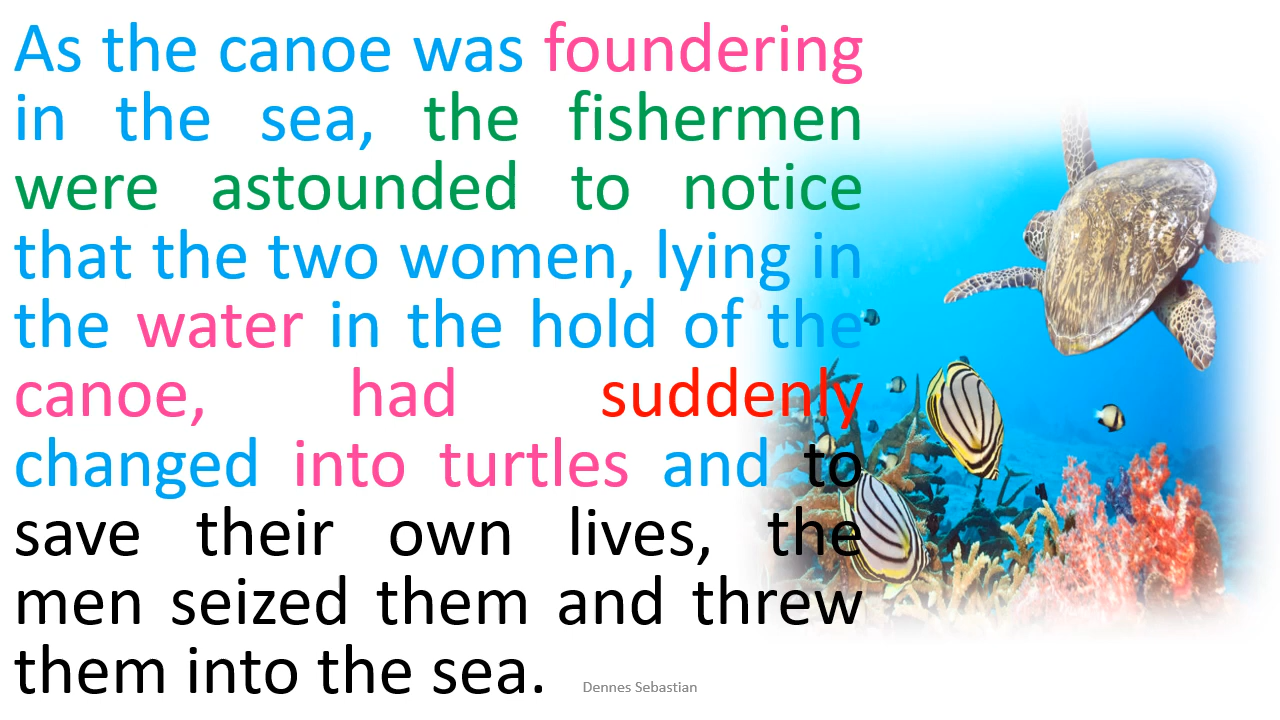 As the canoe was foundering
in the sea, the fishermen
were astounded to notice
that the two women, lying in
the water in the hold of the
canoe, had suddenly
changed into turtles and to
save their own lives, the
men seized them and threw
them into the sea.
Dennes Sebastian